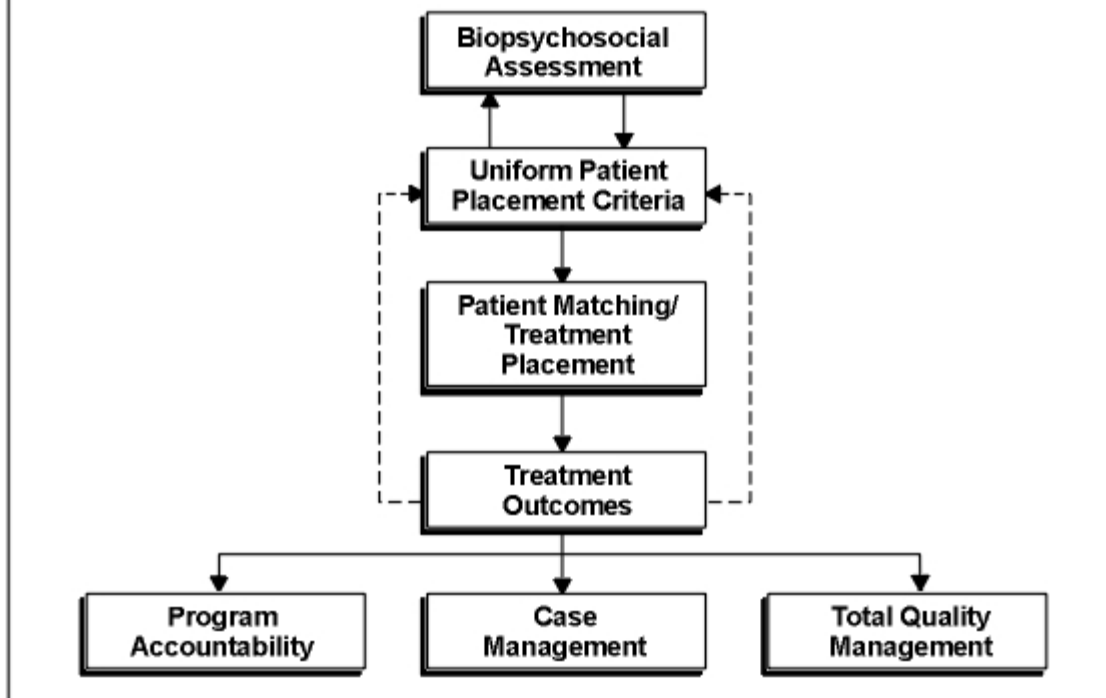 Biopsychosocial
Assessment
Uniform Patient
Placement Criteria
Patient Matching/
Treatment
Placement
Treatment
Outcomes
Program
Accountability
Case
Management
Total Quality
Management